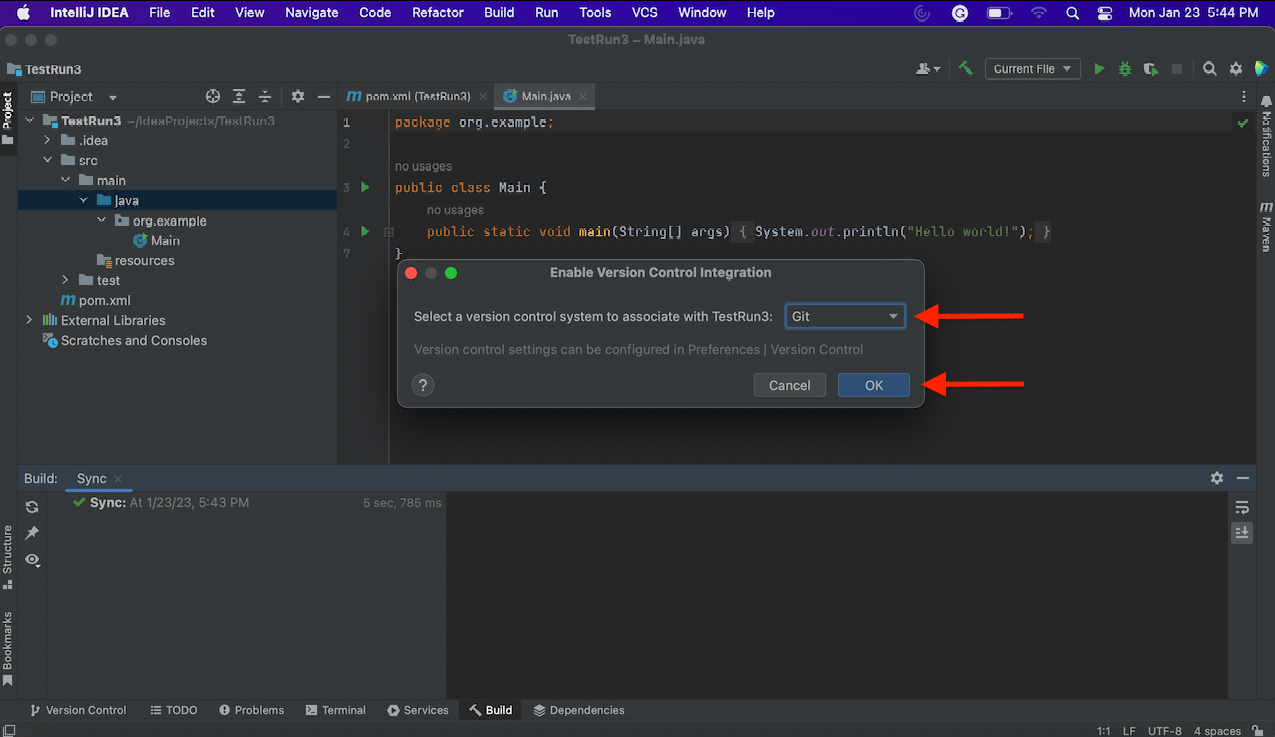 IntelliJ IDEA File Edit View Navigate Code Refactor Build Run Tools VCS Window Help Mon Jan 23 5:44 PM
TestRun3 – Main.java
TestRun3
Current File
Project
pom.xml (TestRun3)
Main.java
Project
TestRun3 ~/IdeaProjects/TestRun3
.idea
src
main
java
org.example
Main
resources
test
pom.xml
External Libraries
Scratches and Consoles
1 package org.example;
2
no usages
3 public class Main {
no usages
4 public static void main(String[] args) { System.out.println("Hello world!"); }
7 }
Notifications
Maven
Enable Version Control Integration
Select a version control system to associate with TestRun3: Git
Version control settings can be configured in Preferences | Version Control
? Cancel OK
Build: Sync
Sync: At 1/23/23, 5:43 PM 5 sec, 785 ms
Structure
Bookmarks
Version Control TODO Problems Terminal Services Build Dependencies
1:1 LF UTF-8 4 spaces